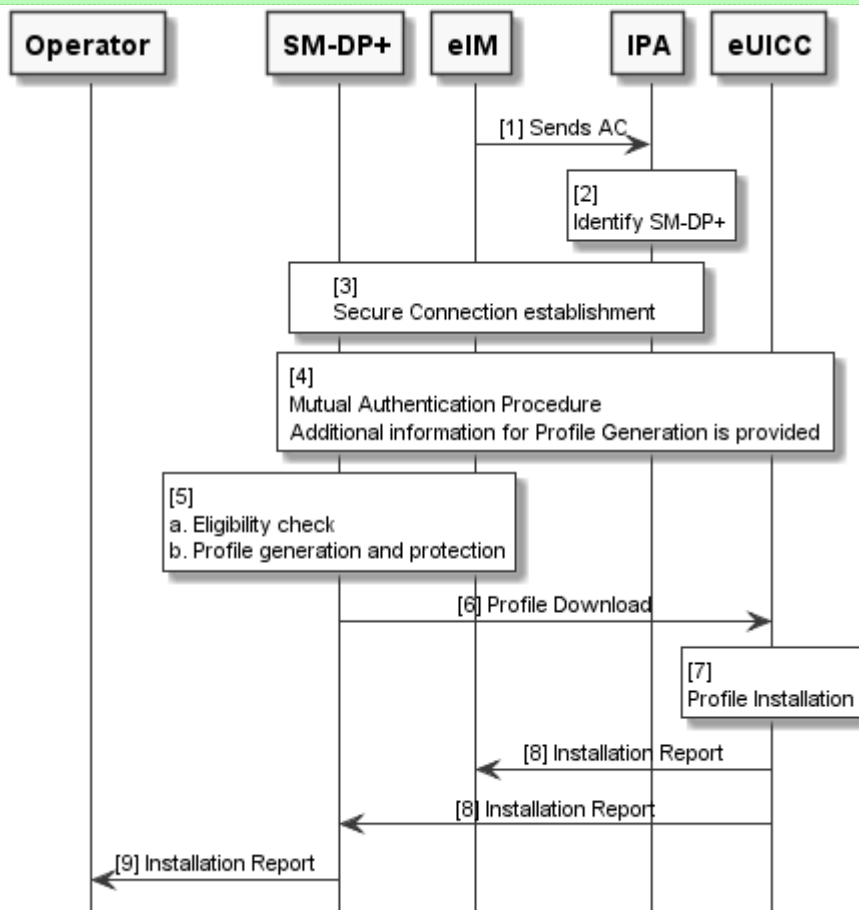 Operator SM-DP+ eIM IPA eUICC
[1] Sends AC
[2]
Identify SM-DP+
[3]
Secure Connection establishment
[4]
Mutual Authentication Procedure
Additional information for Profile Generation is provided
[5]
a. Eligibility check
b. Profile generation and protection
[6] Profile Download
[7]
Profile Installation
[8] Installation Report
[8] Installation Report
[9] Installation Report